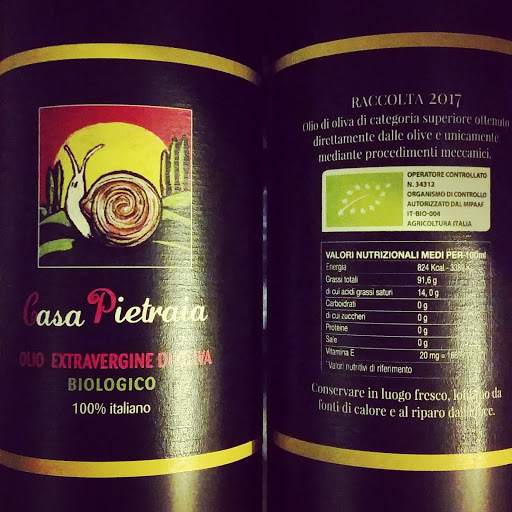 Casa Pietraia
OLIO EXTRAVERGINE DI OLIVA
BIOLOGICO
100% italiano
RACCOLTA 2017
Olio di oliva di categoria superiore ottenuto
direttamente dalle olive e unicamente
mediante procedimenti meccanici.
OPERATORE CONTROLLATO
N. 34312
ORGANISMO DI CONTROLLO
AUTORIZZATO DAL MIPAAF
IT-BIO-004
AGRICOLTURA ITALIA
VALORI NUTRIZIONALI MEDI PER 100ml
Energia 824 Kcal -
Grassi totali 91,6 g
di cui acidi grassi saturi 14,0 g
Carboidrati 0 g
di cui zuccheri 0 g
Proteine 0 g
Sale 0 g
Vitamina E 20 mg =
*Valori nutritivi di riferimento
Conservare in luogo fresco, lontano da
fonti di calore e al riparo dalla luce.